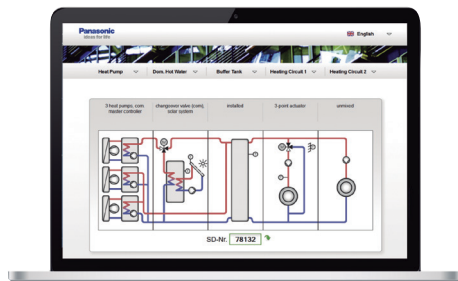 Panasonic
ideas for life
English
Heat Pump
Dom. Hot Water
Buffer Tank
Heating Circuit 1
Heating Circuit 2
3 heat pumps, com
master controller
changeover valve (com),
solar system
installed
3 point actuator
unmixed
SD-Nr. 78132